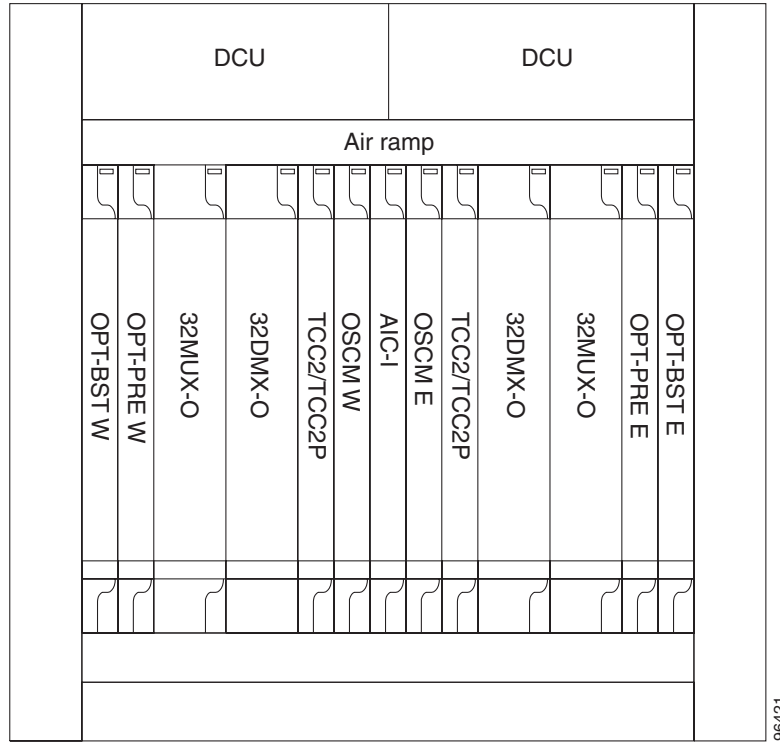 DCU
DCU
Air ramp
OPT-BST W
OPT-PRE W
32MUX-O
32DMX-O
TCC2/TCC2P
OSCM W
AIC-I
OSCM E
TCC2/TCC2P
32DMX-O
32MUX-O
OPT-PRE E
OPT-BST E
96421